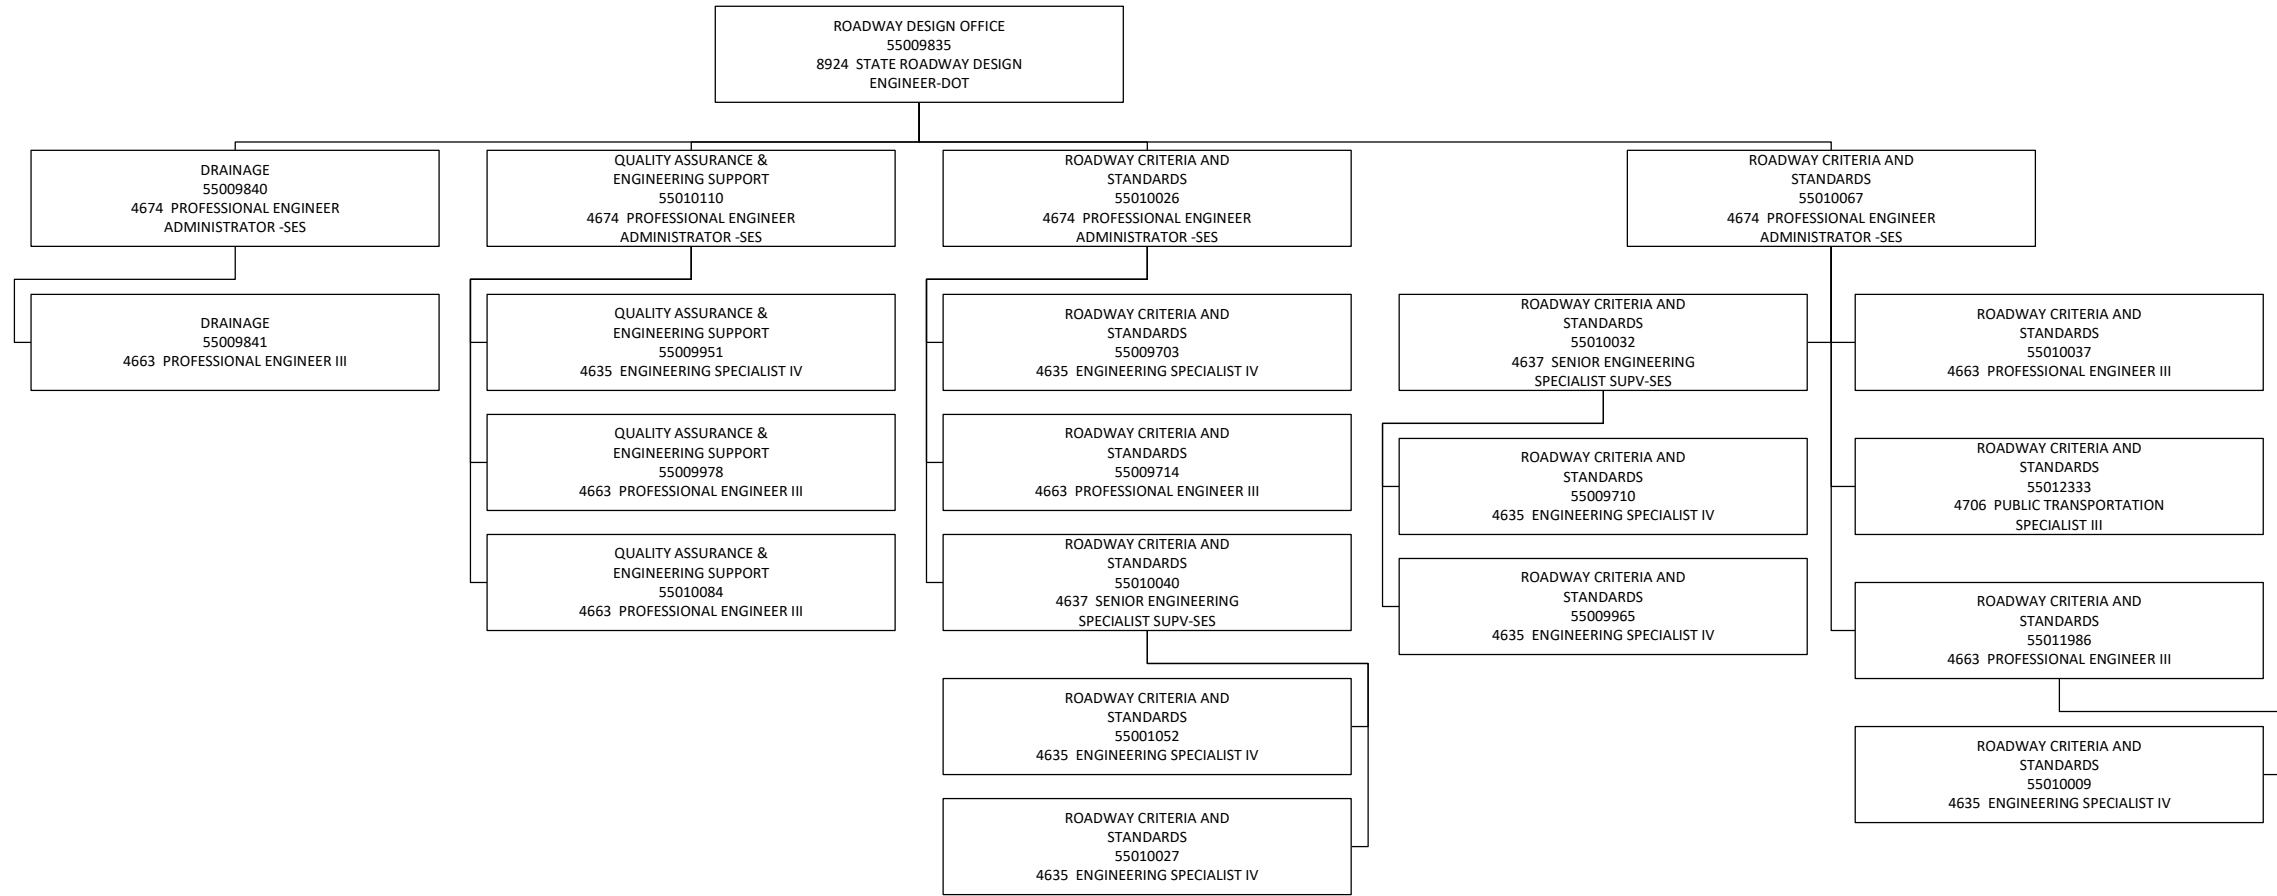 ROADWAY DESIGN OFFICE
55009835
8924  STATE ROADWAY DESIGN
ENGINEER-DOT
DRAINAGE
55009840
4674  PROFESSIONAL ENGINEER
ADMINISTRATOR -SES
QUALITY ASSURANCE &
ENGINEERING SUPPORT
55010110
4674  PROFESSIONAL ENGINEER
ADMINISTRATOR -SES
ROADWAY CRITERIA AND
STANDARDS
55010026
4674  PROFESSIONAL ENGINEER
ADMINISTRATOR -SES
ROADWAY CRITERIA AND
STANDARDS
55010067
4674  PROFESSIONAL ENGINEER
ADMINISTRATOR -SES
DRAINAGE
55009841
4663  PROFESSIONAL ENGINEER III
QUALITY ASSURANCE &
ENGINEERING SUPPORT
55009951
4635  ENGINEERING SPECIALIST IV
ROADWAY CRITERIA AND
STANDARDS
55009703
4635  ENGINEERING SPECIALIST IV
ROADWAY CRITERIA AND
STANDARDS
55010032
4637  SENIOR ENGINEERING
SPECIALIST SUPV-SES
ROADWAY CRITERIA AND
STANDARDS
55010037
4663  PROFESSIONAL ENGINEER III
QUALITY ASSURANCE &
ENGINEERING SUPPORT
55009978
4663  PROFESSIONAL ENGINEER III
ROADWAY CRITERIA AND
STANDARDS
55009714
4663  PROFESSIONAL ENGINEER III
ROADWAY CRITERIA AND
STANDARDS
55009710
4635  ENGINEERING SPECIALIST IV
ROADWAY CRITERIA AND
STANDARDS
55012333
4706  PUBLIC TRANSPORTATION
SPECIALIST III
QUALITY ASSURANCE &
ENGINEERING SUPPORT
55010084
4663  PROFESSIONAL ENGINEER III
ROADWAY CRITERIA AND
STANDARDS
55010040
4637  SENIOR ENGINEERING
SPECIALIST SUPV-SES
ROADWAY CRITERIA AND
STANDARDS
55009965
4635  ENGINEERING SPECIALIST IV
ROADWAY CRITERIA AND
STANDARDS
55011986
4663  PROFESSIONAL ENGINEER III
ROADWAY CRITERIA AND
STANDARDS
55001052
4635  ENGINEERING SPECIALIST IV
ROADWAY CRITERIA AND
STANDARDS
55010009
4635  ENGINEERING SPECIALIST IV
ROADWAY CRITERIA AND
STANDARDS
55010027
4635  ENGINEERING SPECIALIST IV